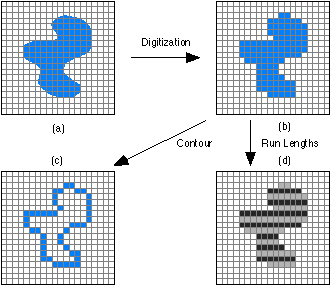 Digitization
(a)
(b)
Contour
Run Lengths
(c)
(d)